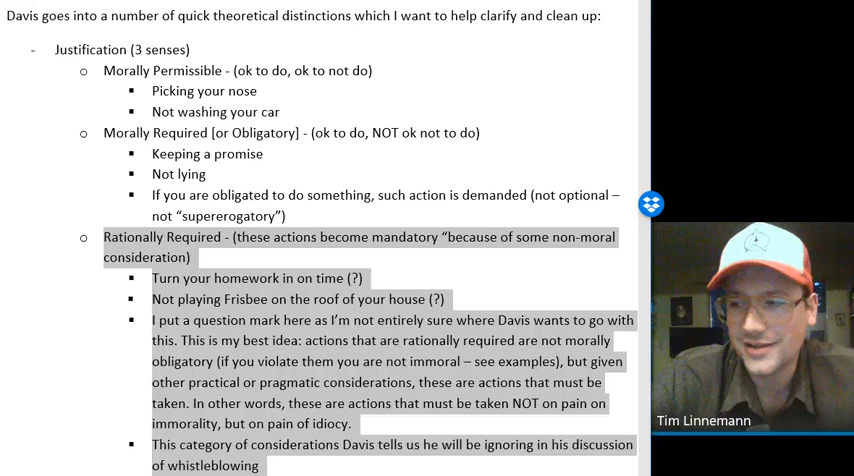 Davis goes into a number of quick theoretical distinctions which I want to help clarify and clean up:
- Justification (3 senses)
o Morally Permissible - (ok to do, ok to not do)
▪ Picking your nose
▪ Not washing your car
o Morally Required [or Obligatory] - (ok to do, NOT ok not to do)
▪ Keeping a promise
▪ Not lying
▪ If you are obligated to do something, such action is demanded (not optional –
not “supererogatory”)
o Rationally Required - (these actions become mandatory “because of some non-moral
consideration)
▪ Turn your homework in on time (?)
▪ Not playing Frisbee on the roof of your house (?)
▪ I put a question mark here as I’m not entirely sure where Davis wants to go with
this. This is my best idea: actions that are rationally required are not morally
obligatory (if you violate them you are not immoral – see examples), but given
other practical or pragmatic considerations, these are actions that must be
taken. In other words, these are actions that must be taken NOT on pain on
immorality, but on pain of idiocy.
▪ This category of considerations Davis tells us he will be ignoring in his discussion
of whistleblowing
Tim Linnemann